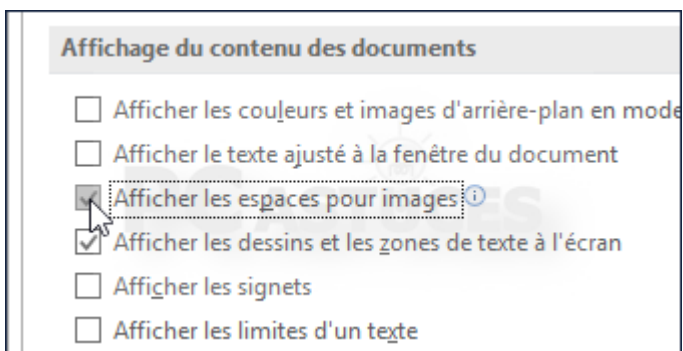 Affichage du contenu des documents
Afficher les couleurs et images d'arrière-plan en mode
Afficher le texte ajusté à la fenêtre du document
Afficher les espaces pour images
Afficher les dessins et les zones de texte à l'écran
Afficher les signets
Afficher les limites d'un texte
PC ASTUCES